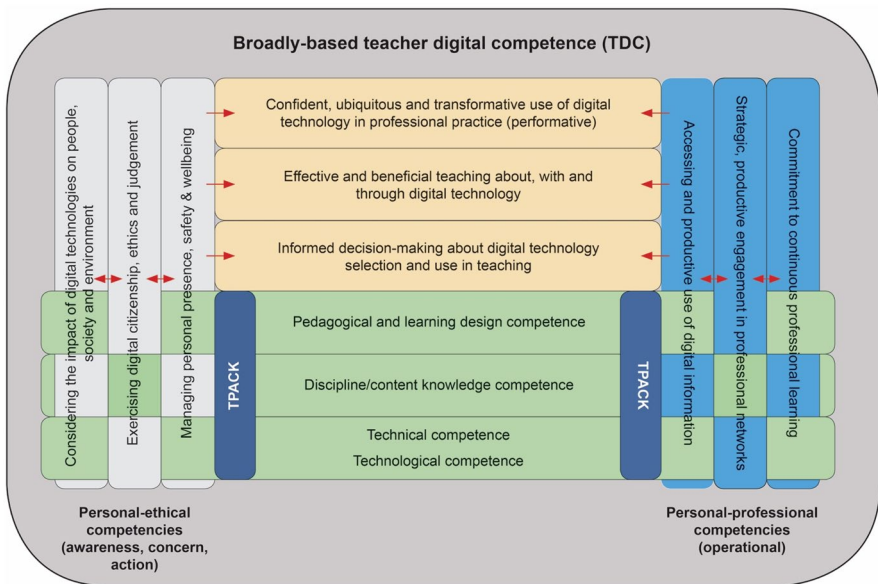 Broadly-based teacher digital competence (TDC)
Considering the impact of digital technologies on people,
society and environment
Exercising digital citizenship, ethics and judgement
Managing personal presence, safety & wellbeing
Confident, ubiquitous and transformative use of digital
technology in professional practice (performative)
Effective and beneficial teaching about, with and
through digital technology
Informed decision-making about digital technology
selection and use in teaching
Pedagogical and learning design competence
Discipline/content knowledge competence
Technical competence
Technological competence
TPACK
TPACK
Accessing and productive use of digital information
Strategic, productive engagement in professional networks
Commitment to continuous professional learning
Personal-ethical
competencies
(awareness, concern,
action)
Personal-professional
competencies
(operational)